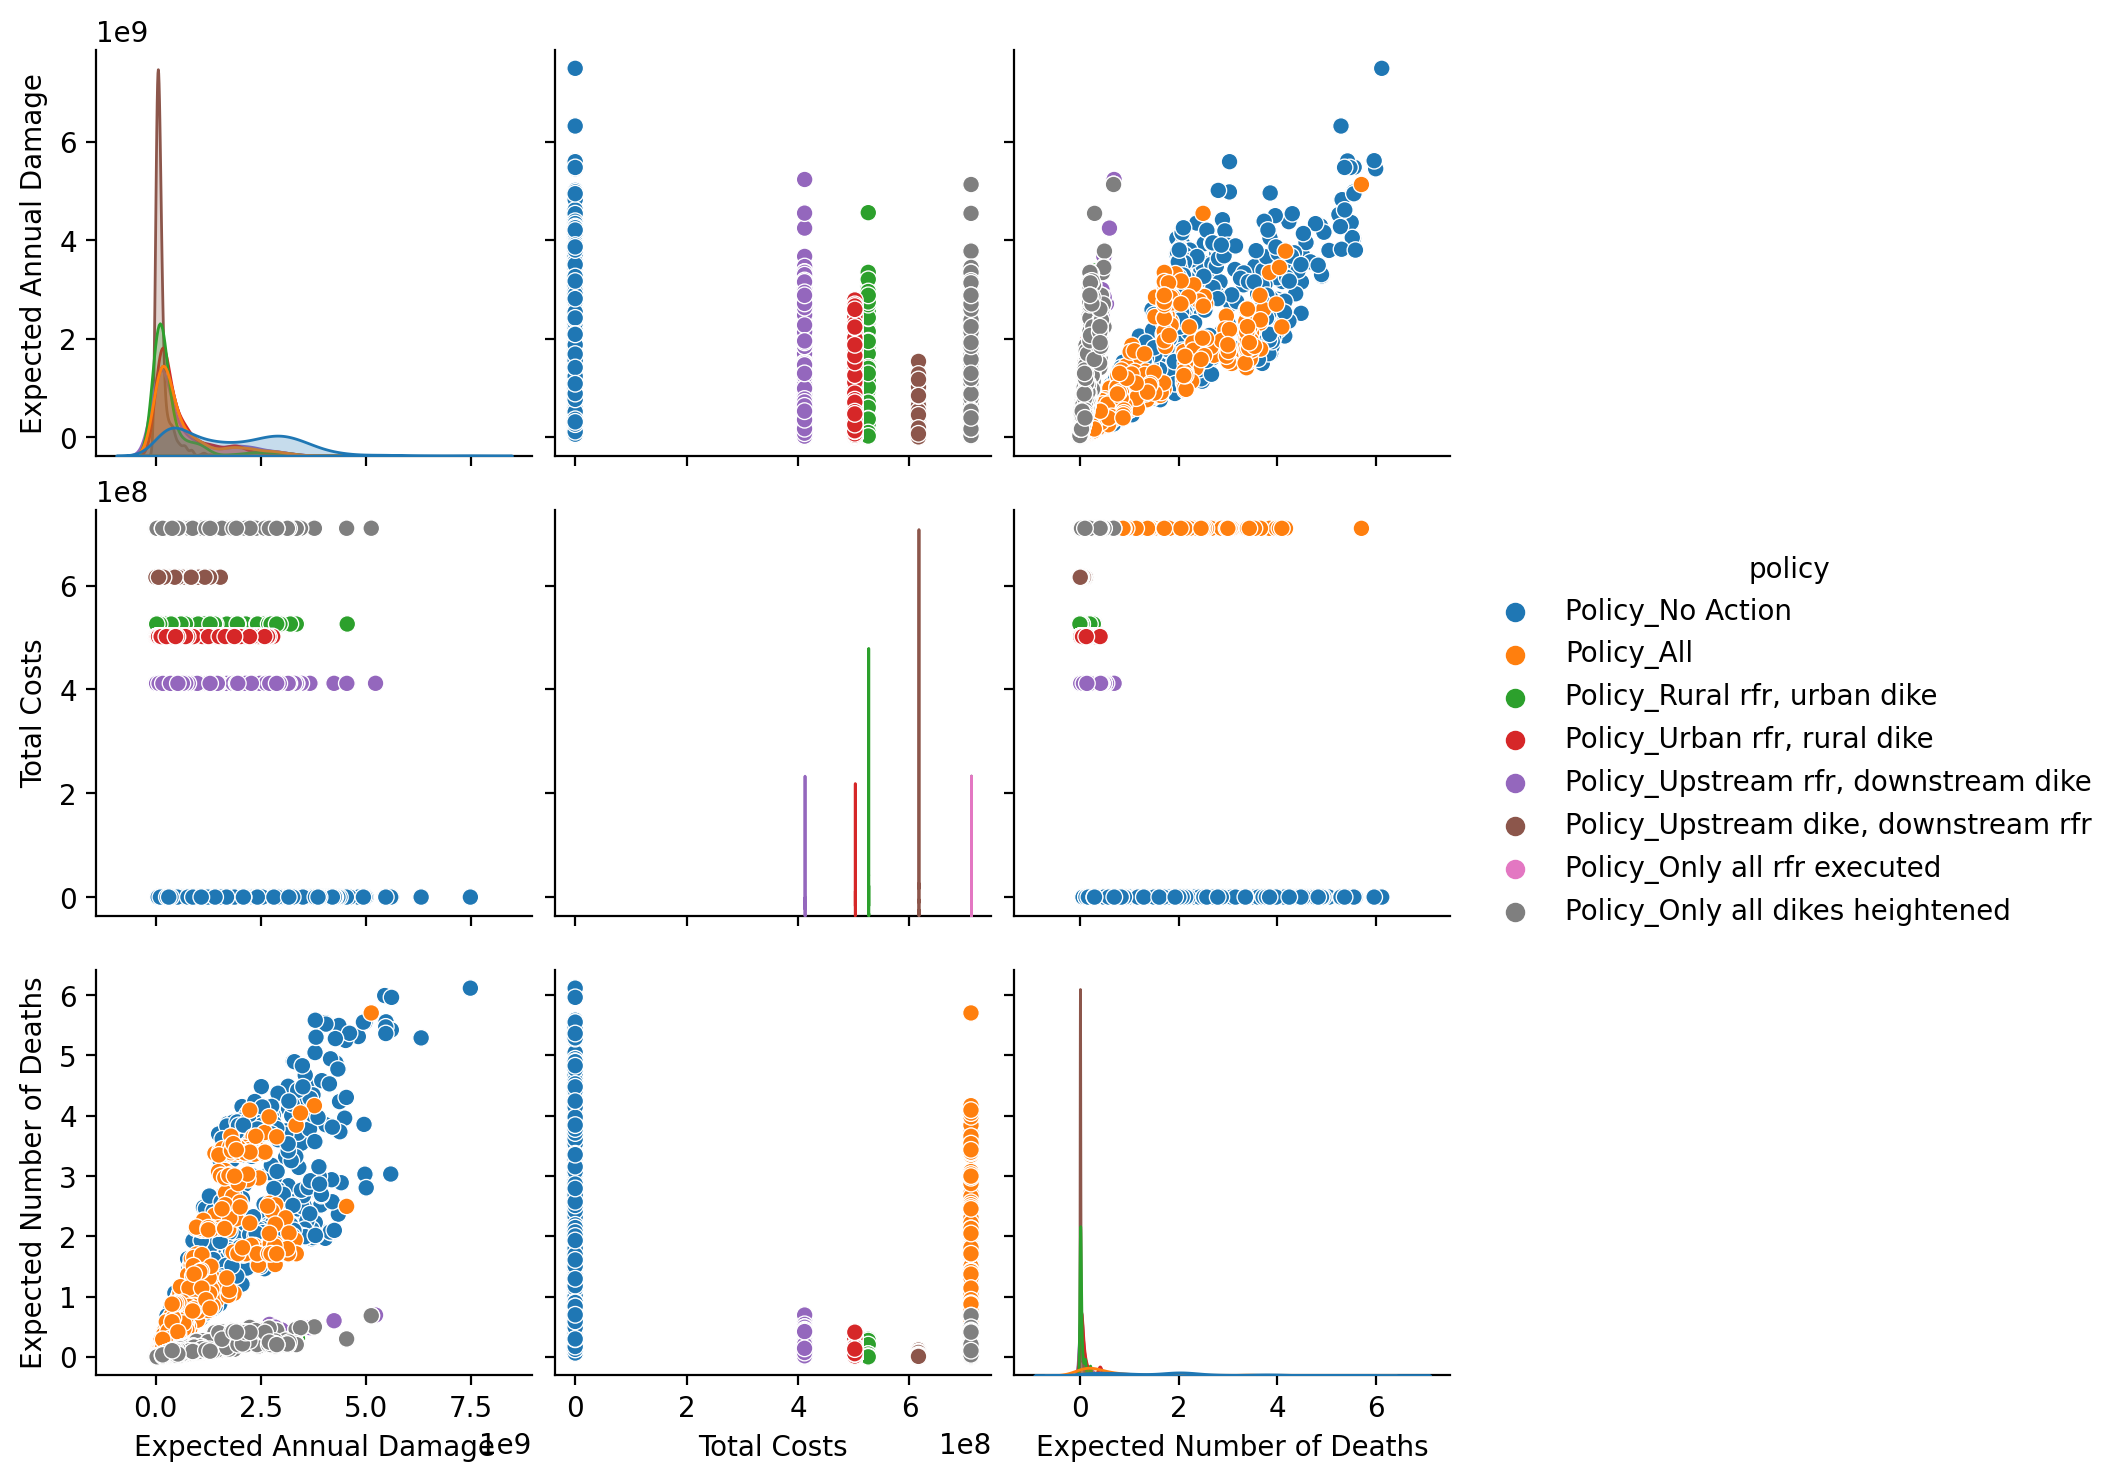 1e9
Expected Annual Damage
6
4
2
0
1e8
Total Costs
6
4
2
0
policy
Policy_No Action
Policy_All
Policy_Rural rfr, urban dike
Policy_Urban rfr, rural dike
Policy_Upstream rfr, downstream dike
Policy_Upstream dike, downstream rfr
Policy_Only all rfr executed
Policy_Only all dikes heightened
Expected Number of Deaths
6
5
4
3
2
1
0
0.0 2.5 5.0 7.5
Expected Annual Damage
1e9
0 2 4 6
Total Costs
1e8
0 2 4 6
Expected Number of Deaths